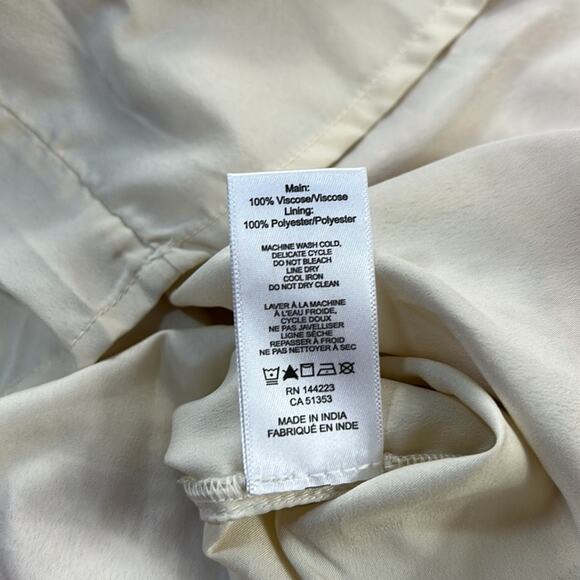 Main:
100% Viscose/Viscose
Lining:
100% Polyester/Polyester
MACHINE WASH COLD,
DELICATE CYCLE
DO NOT BLEACH
LINE DRY
COOL IRON
DO NOT DRY CLEAN
LAVER À LA MACHINE
À L'EAU FROIDE,
CYCLE DOUX
NE PAS JAVELLISER
LIGNE SÈCHE
REPASSER À FROID
NE PAS NETTOYER À SEC
RN 144223
CA 51353
MADE IN INDIA
FABRIQUÉ EN INDE